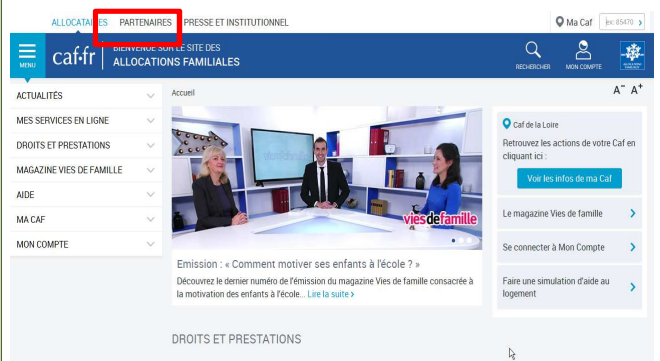 ALLOCATAIRES PARTENAIRES PRESSE ET INSTITUTIONNEL
Ma Caf ex: 85470
MENU
caf.fr
BIENVENUE SUR LE SITE DES
ALLOCATIONS FAMILIALES
RECHERCHER
MON COMPTE
ALLOCATIONS FAMILIALES
ACTUALITÉS
MES SERVICES EN LIGNE
DROITS ET PRESTATIONS
MAGAZINE VIES DE FAMILLE
AIDE
MA CAF
MON COMPTE
Accueil
A- A+
viesdefamille
Emission : « Comment motiver ses enfants à l'école ? »
Découvrez le dernier numéro de l'émission du magazine Vies de famille consacrée à
la motivation des enfants à l'école... Lire la suite >
DROITS ET PRESTATIONS
Caf de la Loire
Retrouvez les actions de votre Caf en
cliquant ici :
Voir les infos de ma Caf
Le magazine Vies de famille
Se connecter à Mon Compte
Faire une simulation d'aide au
logement